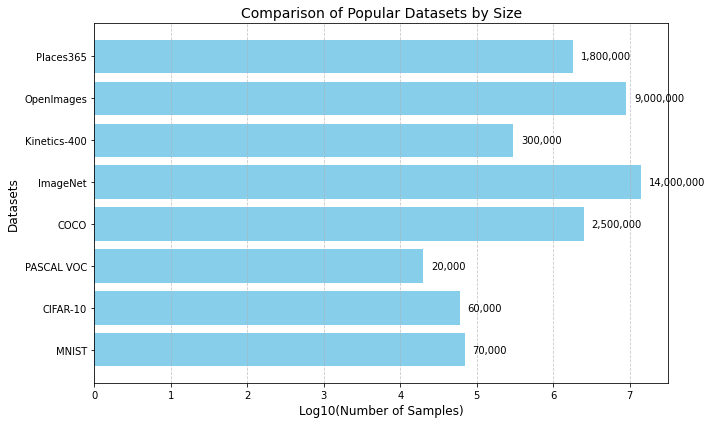 Comparison of Popular Datasets by Size
Datasets
Places365 1,800,000
OpenImages 9,000,000
Kinetics-400 300,000
ImageNet 14,000,000
COCO 2,500,000
PASCAL VOC 20,000
CIFAR-10 60,000
MNIST 70,000
0 1 2 3 4 5 6 7
Log10(Number of Samples)